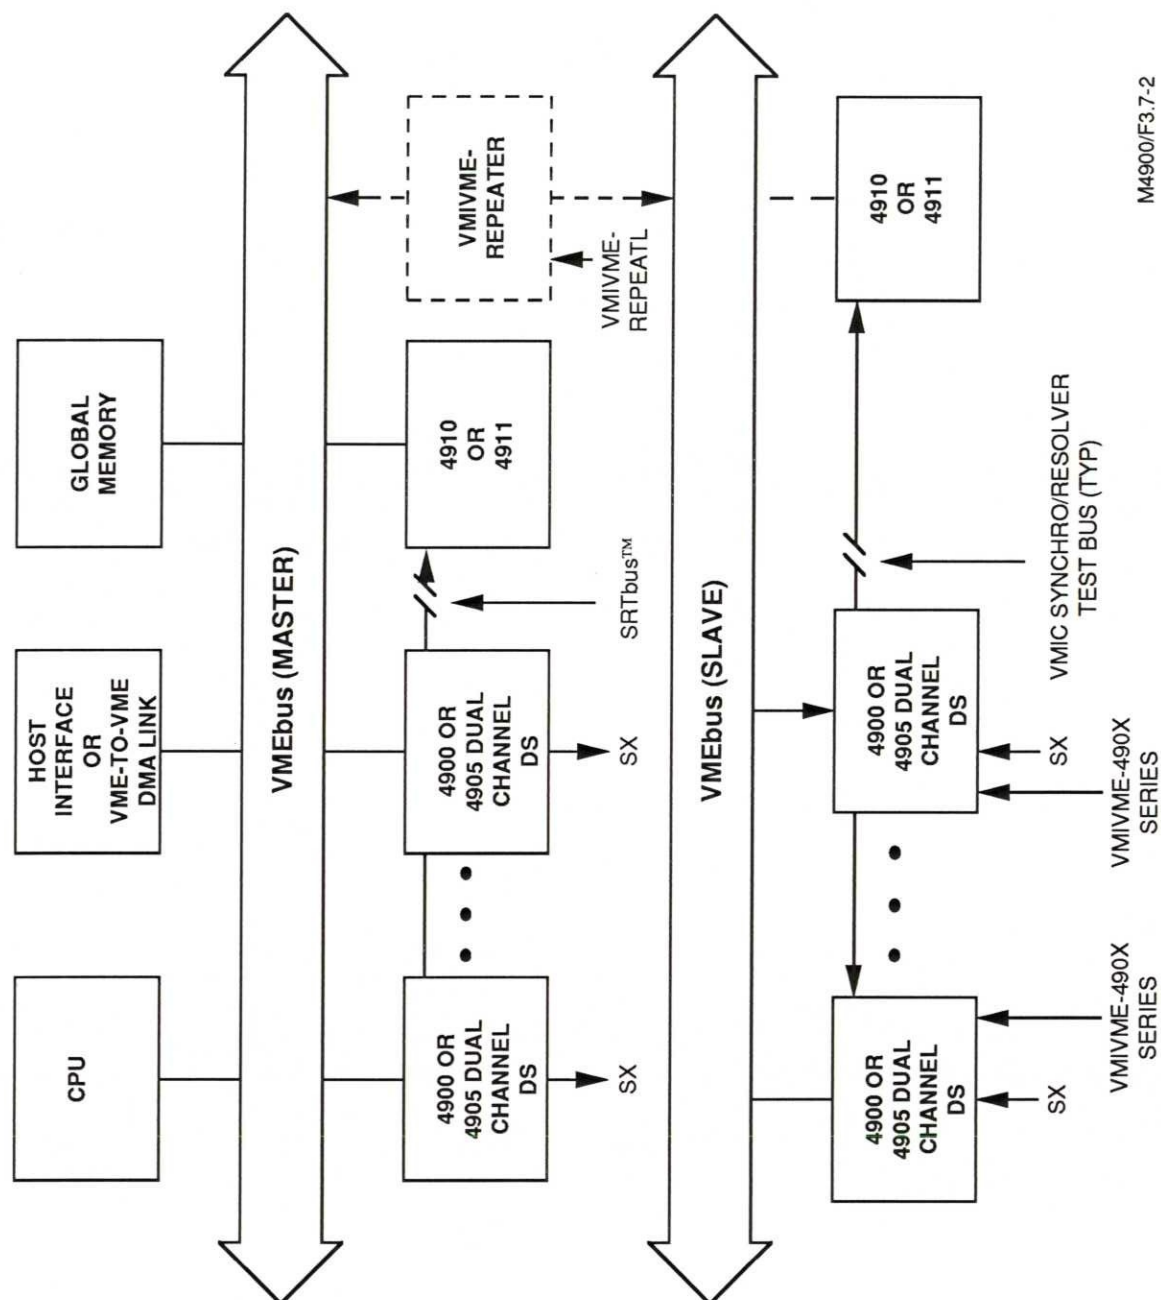 CPU
HOST
INTERFACE
OR
VME-TO-VME
DMA LINK
GLOBAL
MEMORY
VMEbus (MASTER)
4900 OR
4905 DUAL
CHANNEL
DS
4900 OR
4905 DUAL
CHANNEL
DS
4910
OR
4911
VMIVME-
REPEATER
SX
SX
SRTbus™
VMIVME-
REPEATL
VMEbus (SLAVE)
4900 OR
4905 DUAL
CHANNEL
DS
4900 OR
4905 DUAL
CHANNEL
DS
4910
OR
4911
SX
VMIVME-490X
SERIES
SX
VMIVME-490X
SERIES
VMIC SYNCHRO/RESOLVER
TEST BUS (TYP)
M4900/F3.7-2